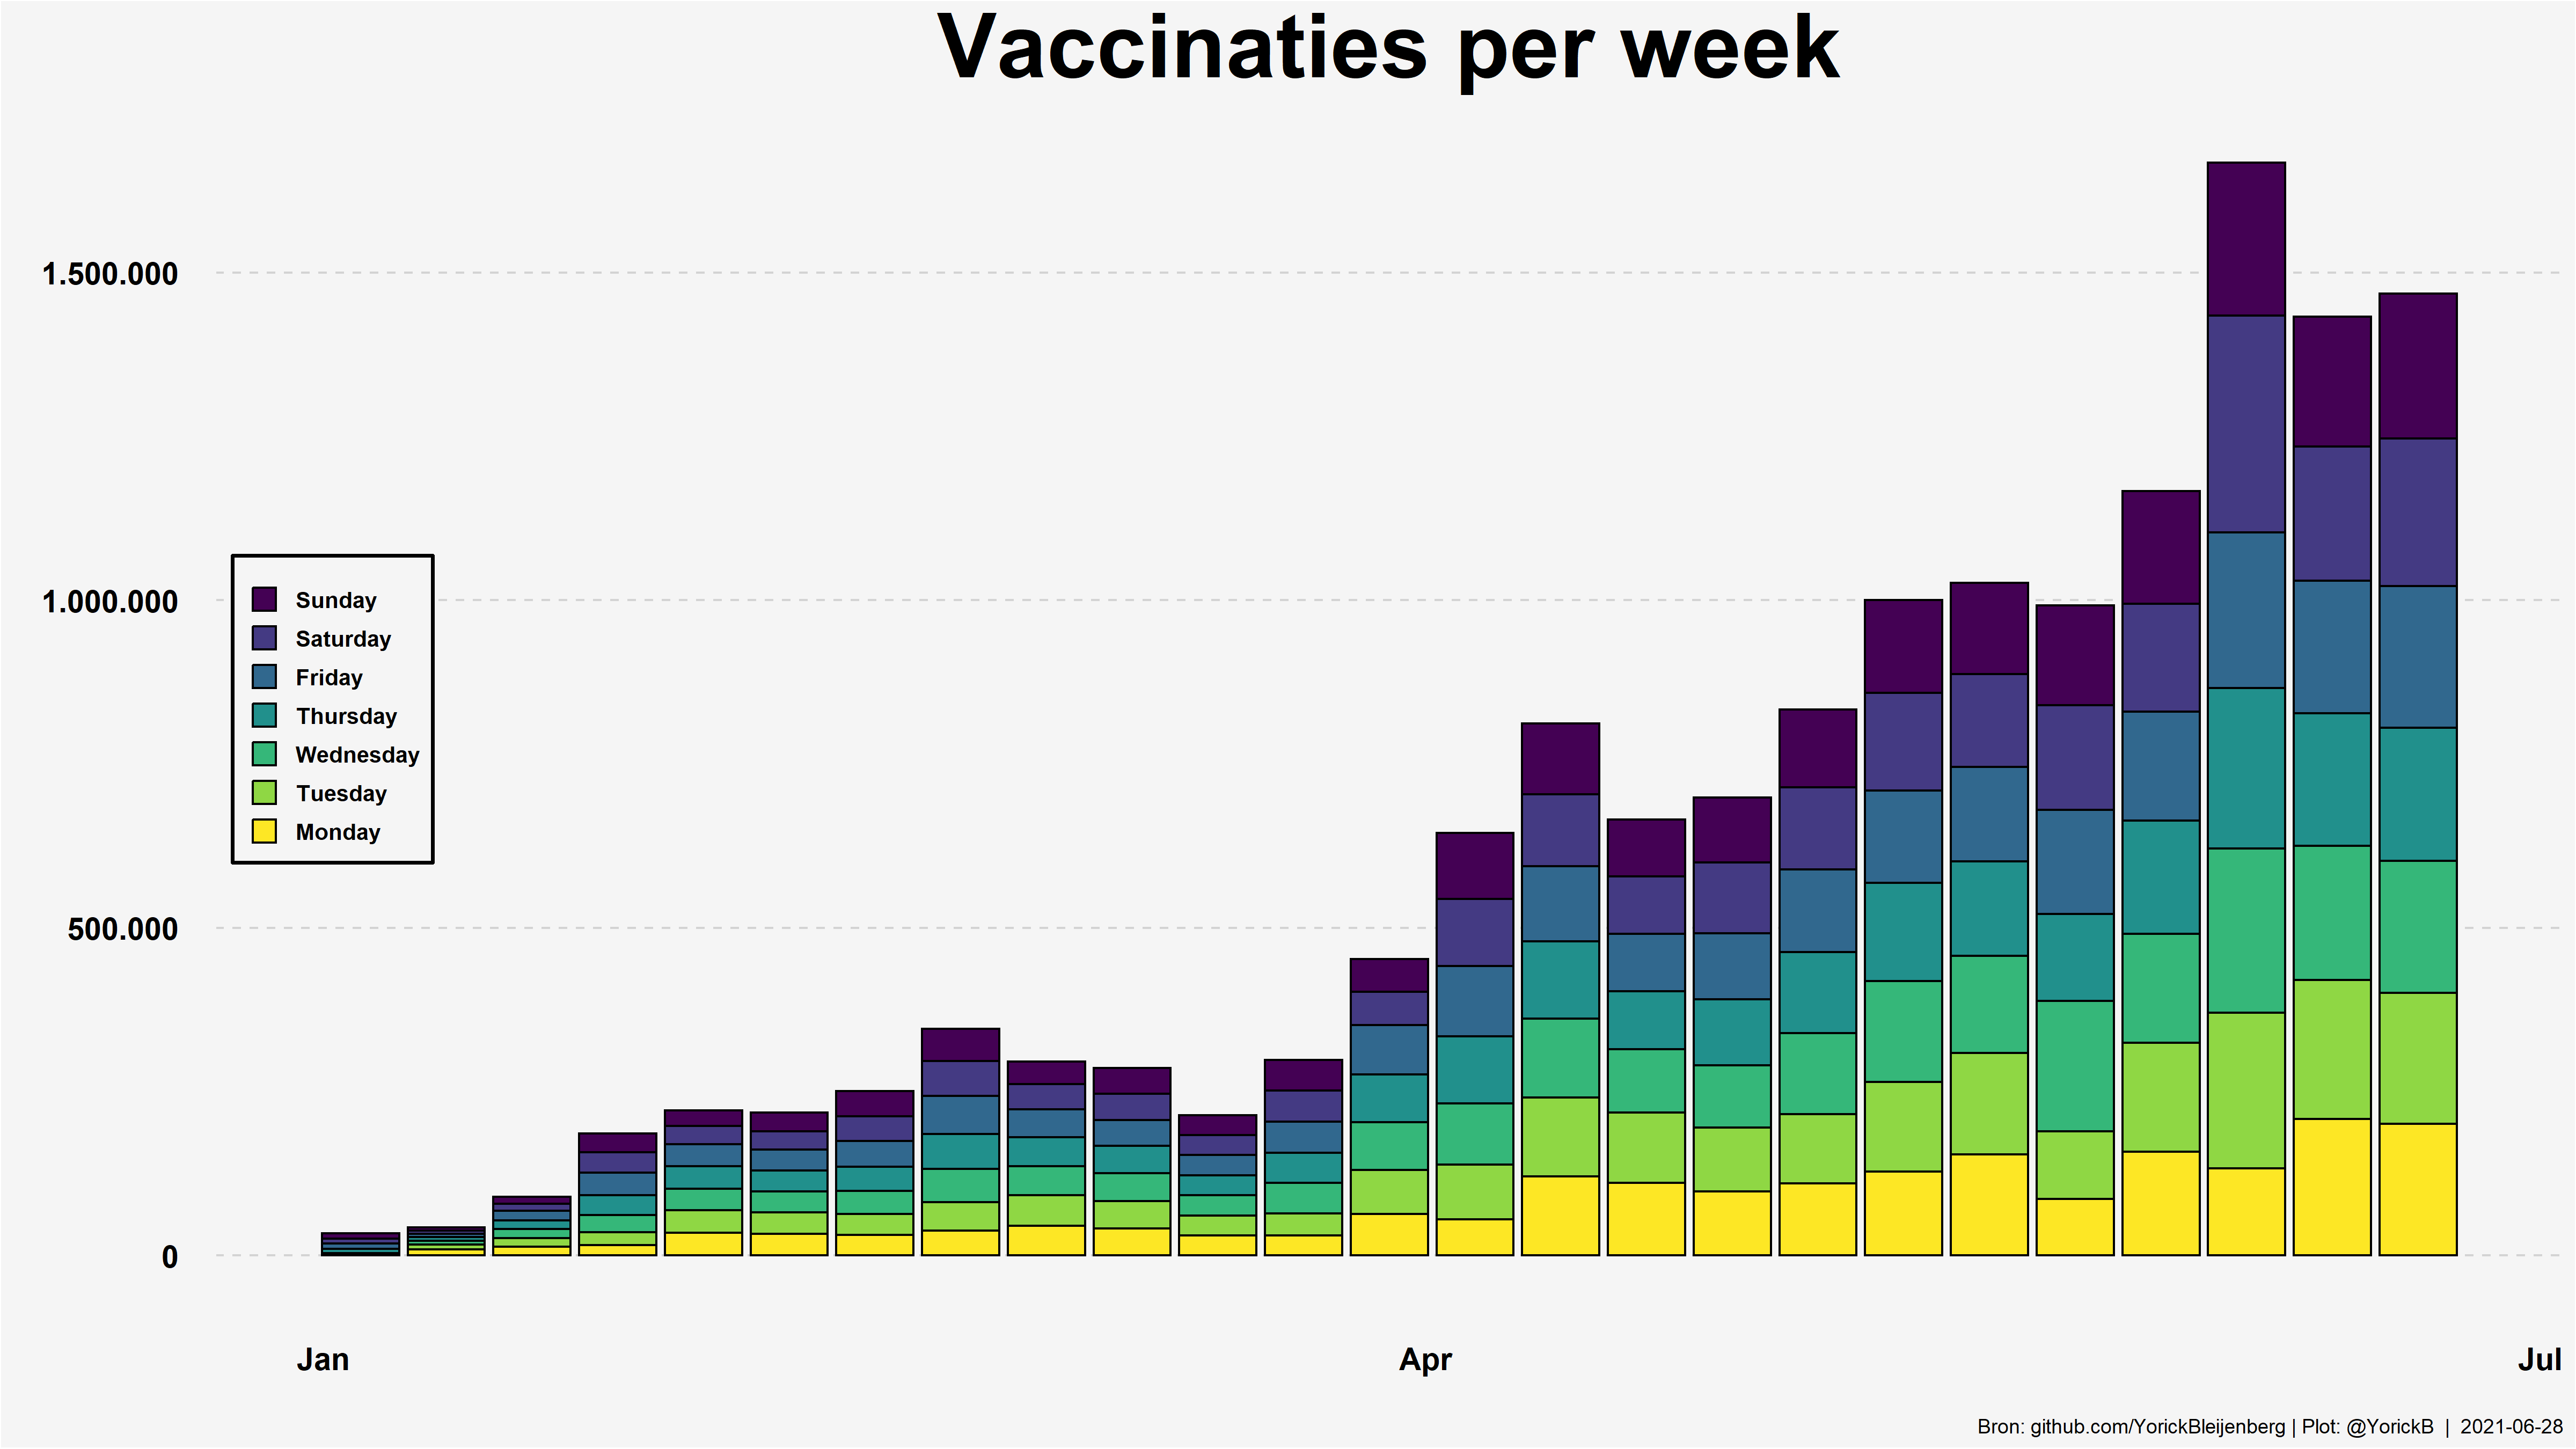 Vaccinaties per week
1.500.000
1.000.000
500.000
0
Sunday
Saturday
Friday
Thursday
Wednesday
Tuesday
Monday
Jan
Apr
Jul
Bron: github.com/YorickBleijenberg | Plot: @YorickB | 2021-06-28